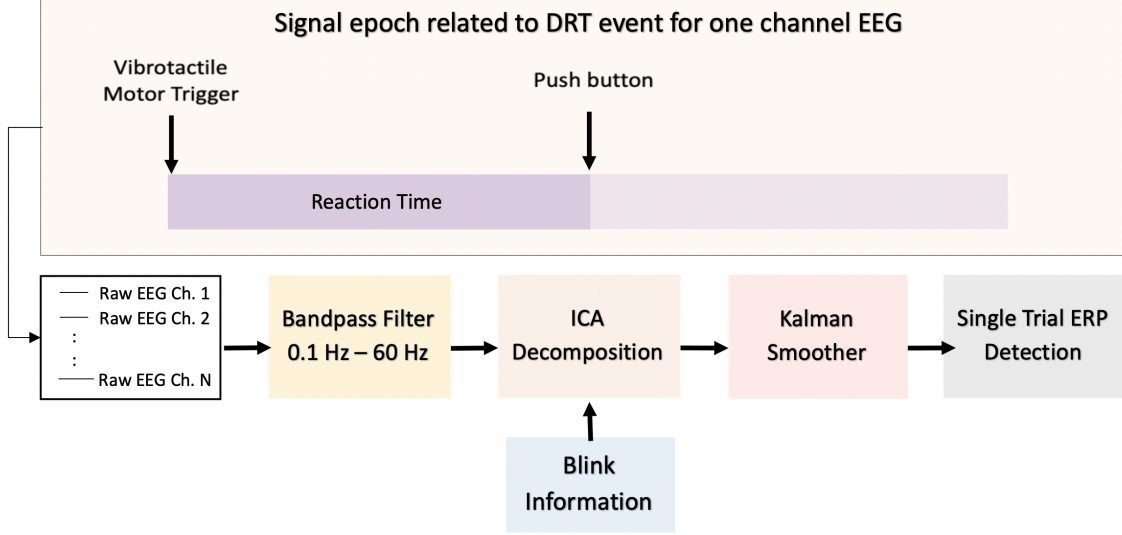 Signal epoch related to DRT event for one channel EEG
Vibrotactile
Motor Trigger
Push button
Reaction Time
Raw EEG Ch. 1
Raw EEG Ch. 2
:
:
Raw EEG Ch. N
Bandpass Filter
0.1 Hz – 60 Hz
ICA
Decomposition
Kalman
Smoother
Single Trial ERP
Detection
Blink
Information